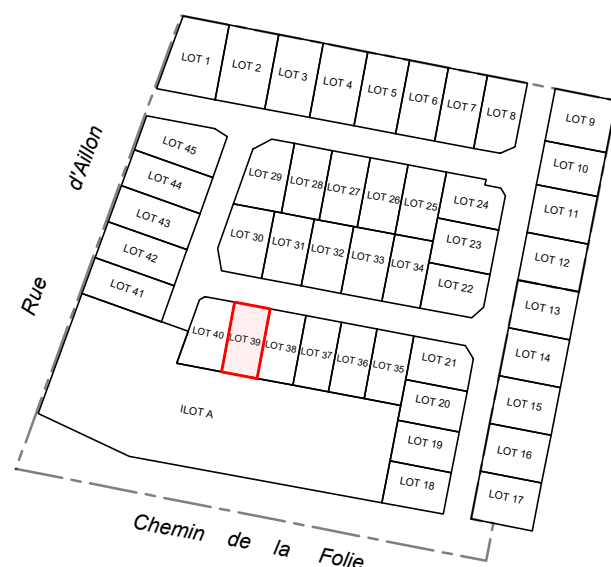 LOT 1
LOT 2
LOT 3
LOT 4
LOT 5
LOT 6
LOT 7
LOT 8
LOT 9
LOT 10
LOT 11
LOT 12
LOT 13
LOT 14
LOT 15
LOT 16
LOT 17
LOT 45
LOT 44
LOT 43
LOT 42
LOT 41
LOT 29
LOT 28
LOT 27
LOT 26
LOT 25
LOT 24
LOT 30
LOT 31
LOT 32
LOT 33
LOT 34
LOT 23
LOT 22
LOT 40
LOT 39
LOT 38
LOT 37
LOT 36
LOT 35
LOT 21
LOT 20
LOT 19
LOT 18
ILOT A
Rue d'Aillon
Chemin de la Folie